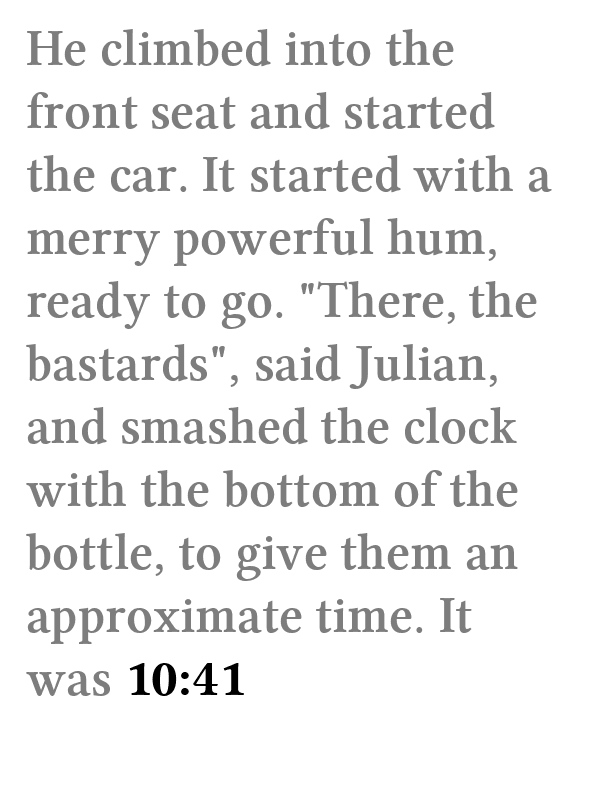 He climbed into the
front seat and started
the car. It started with a
merry powerful hum,
ready to go. "There, the
bastards", said Julian,
and smashed the clock
with the bottom of the
bottle, to give them an
approximate time. It
was 10:41